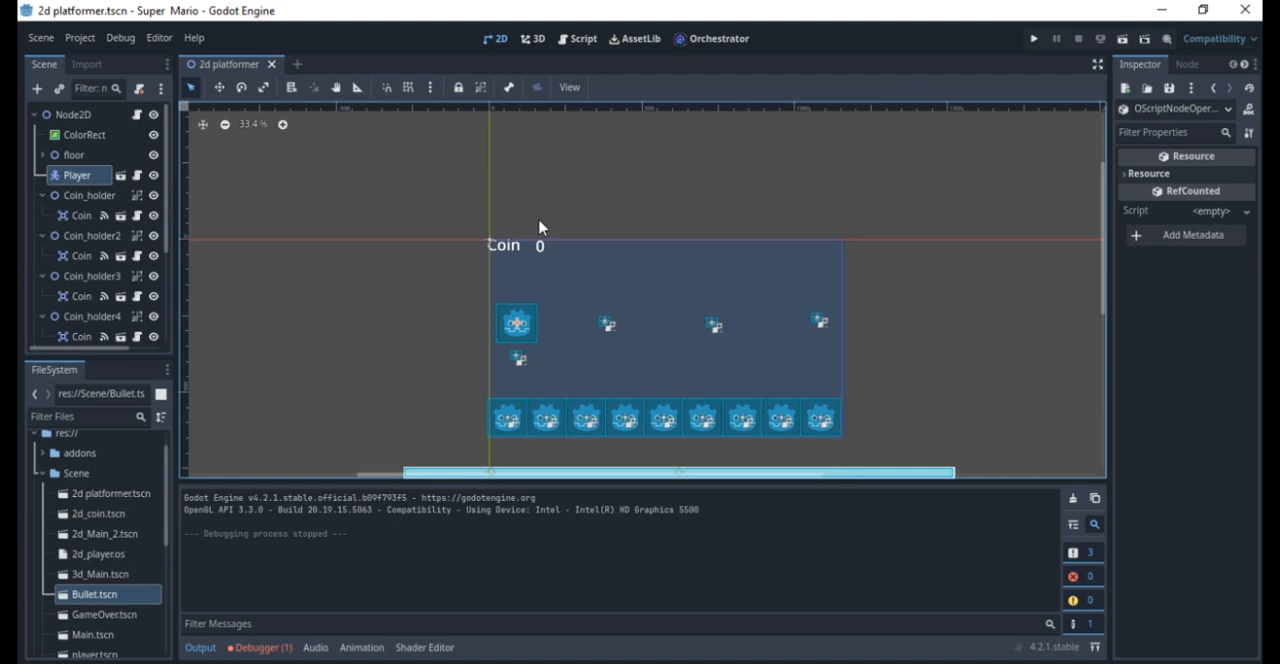 2d platformer.tscn - Super Mario - Godot Engine
Scene Project Debug Editor Help
2D 3D Script AssetLib Orchestrator
Compatibility
Scene Import
2d platformer
Inspector Node
Filter: n
View
Node2D
ColorRect
floor
Player
Coin_holder
Coin
Coin_holder2
Coin
Coin_holder3
Coin
Coin_holder4
Coin
33.4 %
Coin 0
OScriptNodeOper...
Filter Properties
Resource
Resource
RefCounted
Script <empty>
Add Metadata
FileSystem
res://Scene/Bullet.ts
Filter Files
res://
addons
Scene
2d platformer.tscn
2d_coin.tscn
2d_Main_2.tscn
2d_player.os
3d_Main.tscn
Bullet.tscn
GameOver.tscn
Main.tscn
player.tscn
Godot Engine v4.2.1.stable.official.b09f793f5 - https://godotengine.org
OpenGL API 3.3.0 - Build 20.19.15.5063 - Compatibility - Using Device: Intel - Intel(R) HD Graphics 5500
--- Debugging process stopped ---
3
0
0
1
Filter Messages
Output Debugger (1) Audio Animation Shader Editor
4.2.1.stable